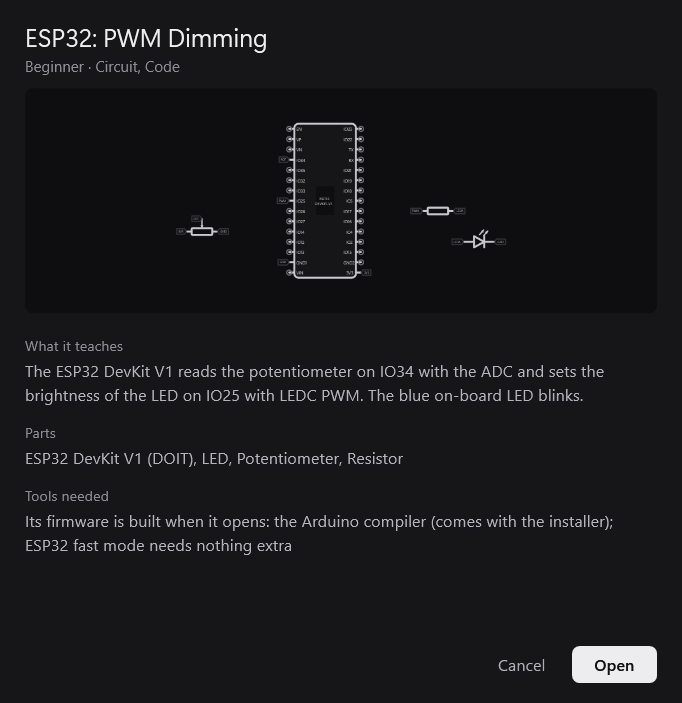 ESP32: PWM Dimming
Beginner · Circuit, Code
What it teaches
The ESP32 DevKit V1 reads the potentiometer on IO34 with the ADC and sets the
brightness of the LED on IO25 with LEDC PWM. The blue on-board LED blinks.
Parts
ESP32 DevKit V1 (DOIT), LED, Potentiometer, Resistor
Tools needed
Its firmware is built when it opens: the Arduino compiler (comes with the installer);
ESP32 fast mode needs nothing extra
Cancel
Open